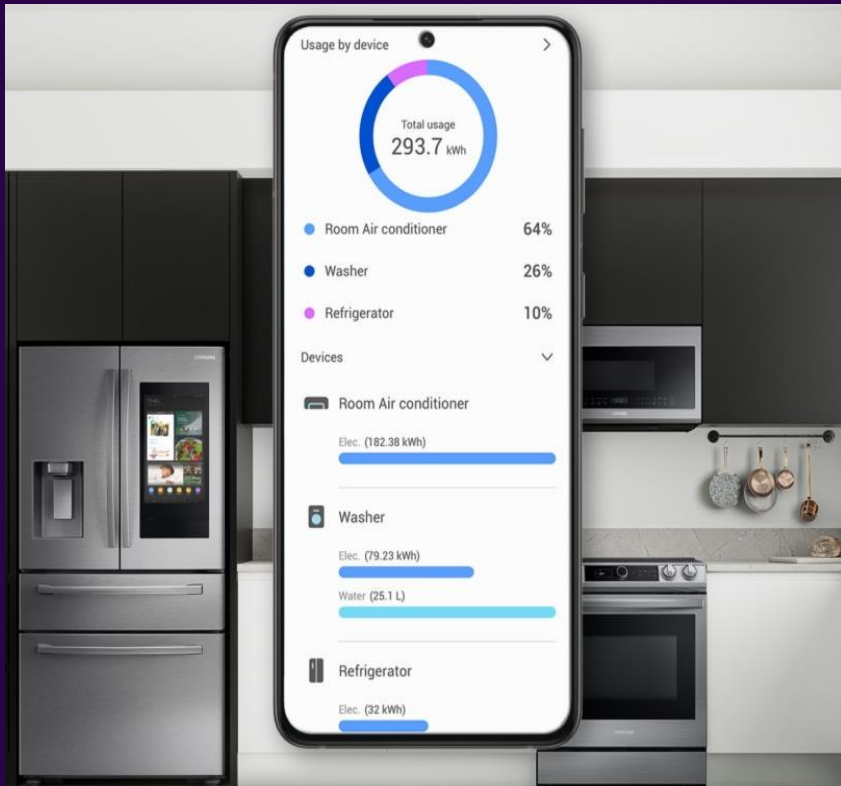 Usage by device
Total usage
293.7 kWh
Room Air conditioner 64%
Washer 26%
Refrigerator 10%
Devices
Room Air conditioner
Elec. (182.38 kWh)
Washer
Elec. (79.23 kWh)
Water (25.1 L)
Refrigerator
Elec. (32 kWh)
SAMSUNG